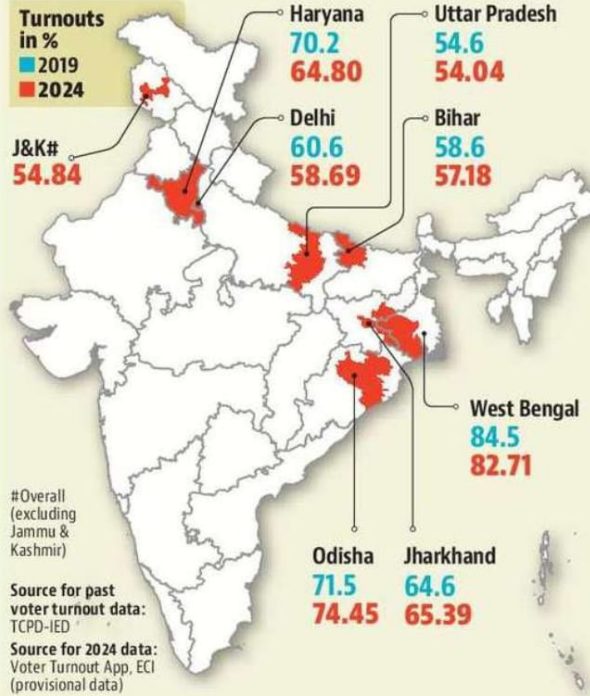 Turnouts
in %
2019
2024
Haryana
70.2
64.80
Uttar Pradesh
54.6
54.04
J&K#
54.84
Delhi
60.6
58.69
Bihar
58.6
57.18
West Bengal
84.5
82.71
Odisha
71.5
74.45
Jharkhand
64.6
65.39
#Overall
(excluding
Jammu &
Kashmir)
Source for past
voter turnout data:
TCPD-IED
Source for 2024 data:
Voter Turnout App, ECI
(provisional data)